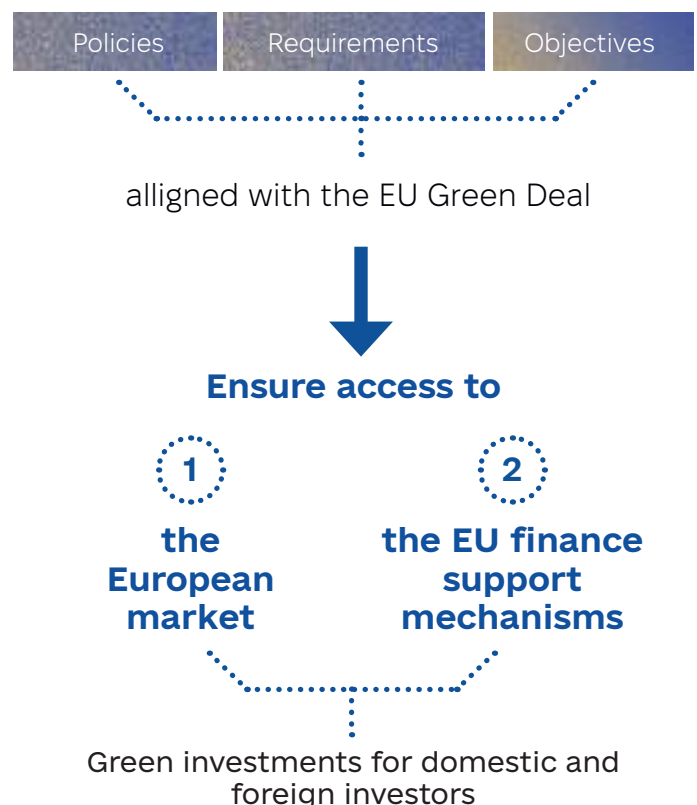 Policies
Requirements
Objectives
alligned with the EU Green Deal
Ensure access to
1
the
European
market
2
the EU finance
support
mechanisms
Green investments for domestic and
foreign investors